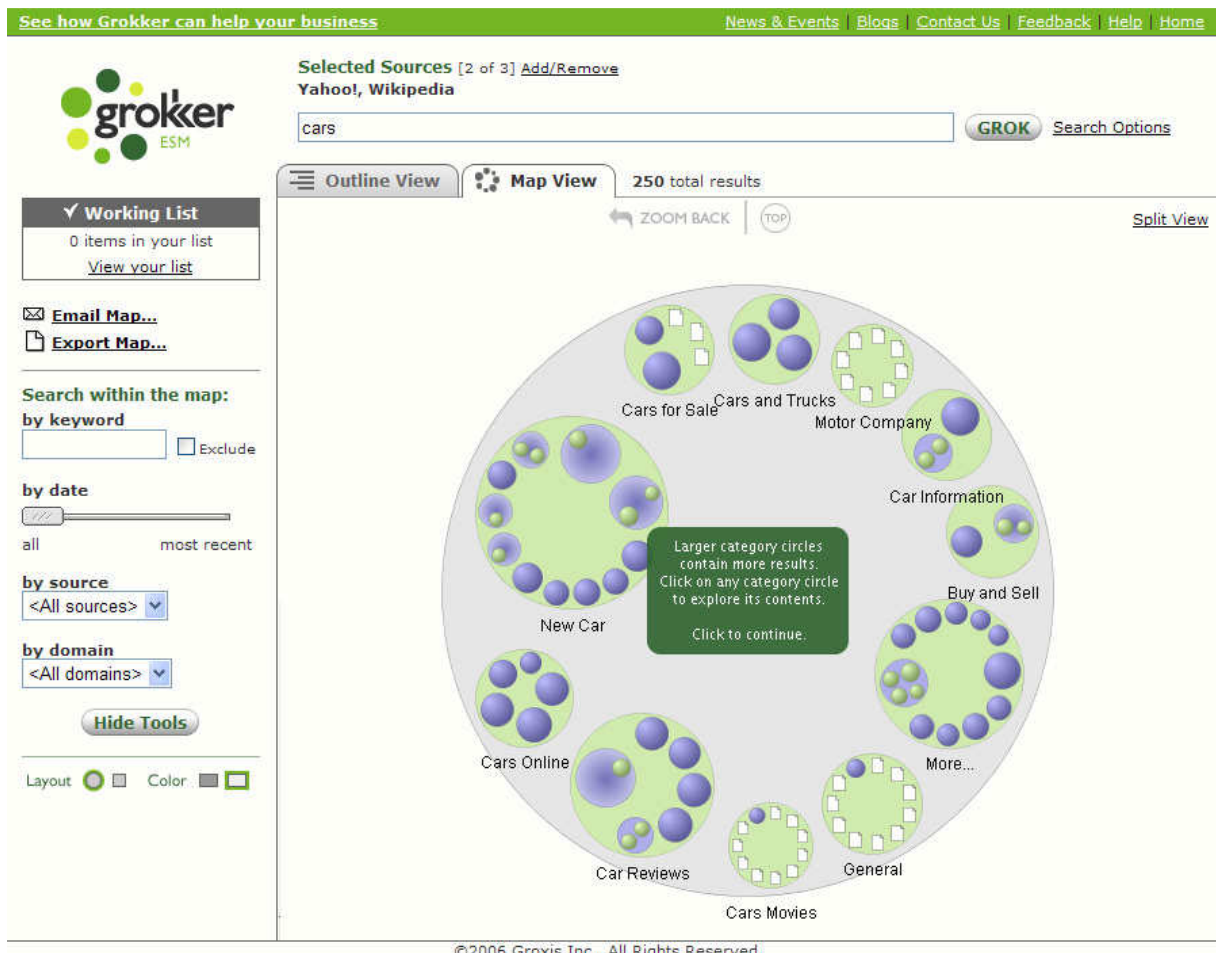 See how Grokker can help your business
News & Events | Blogs | Contact Us | Feedback | Help | Home
grokker
ESM
Selected Sources [2 of 3] Add/Remove
Yahoo!, Wikipedia
cars
GROK
Search Options
Outline View
Map View
250 total results
ZOOM BACK
TOP
Split View
✓ Working List
0 items in your list
View your list
Email Map...
Export Map...
Search within the map:
by keyword
Exclude
by date
all
most recent
by source
<All sources>
by domain
<All domains>
Hide Tools
Layout
Color
Cars for Sale
Cars and Trucks
Motor Company
Car Information
Buy and Sell
New Car
Larger category circles
contain more results.
Click on any category circle
to explore its contents.
Click to continue.
Cars Online
More...
Car Reviews
General
Cars Movies
©2006 Groxis Inc. All Rights Reserved